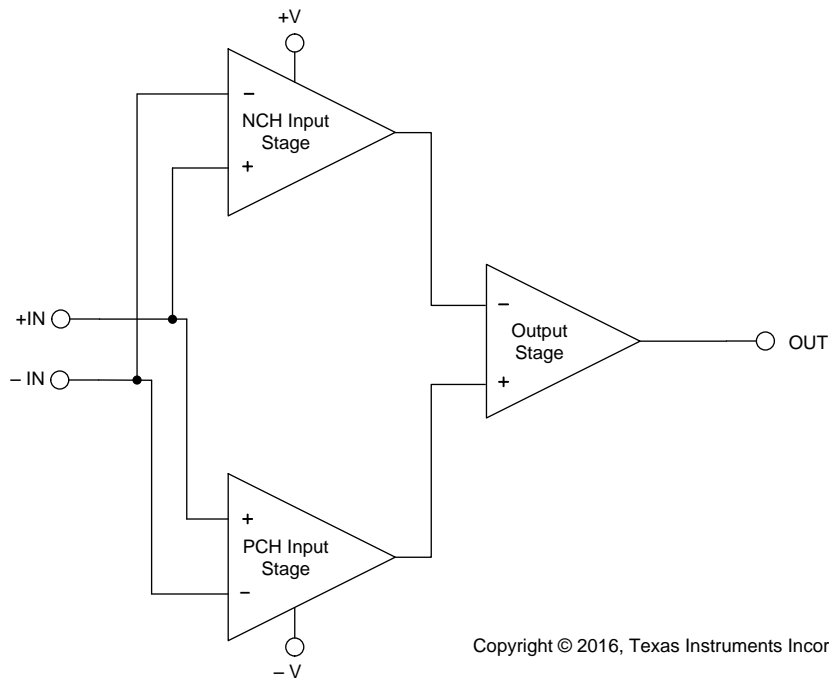 +V
−
NCH Input
Stage
+
+IN
− IN
−
Output
Stage
+
OUT
+
PCH Input
Stage
−
− V
Copyright © 2016, Texas Instruments Incor